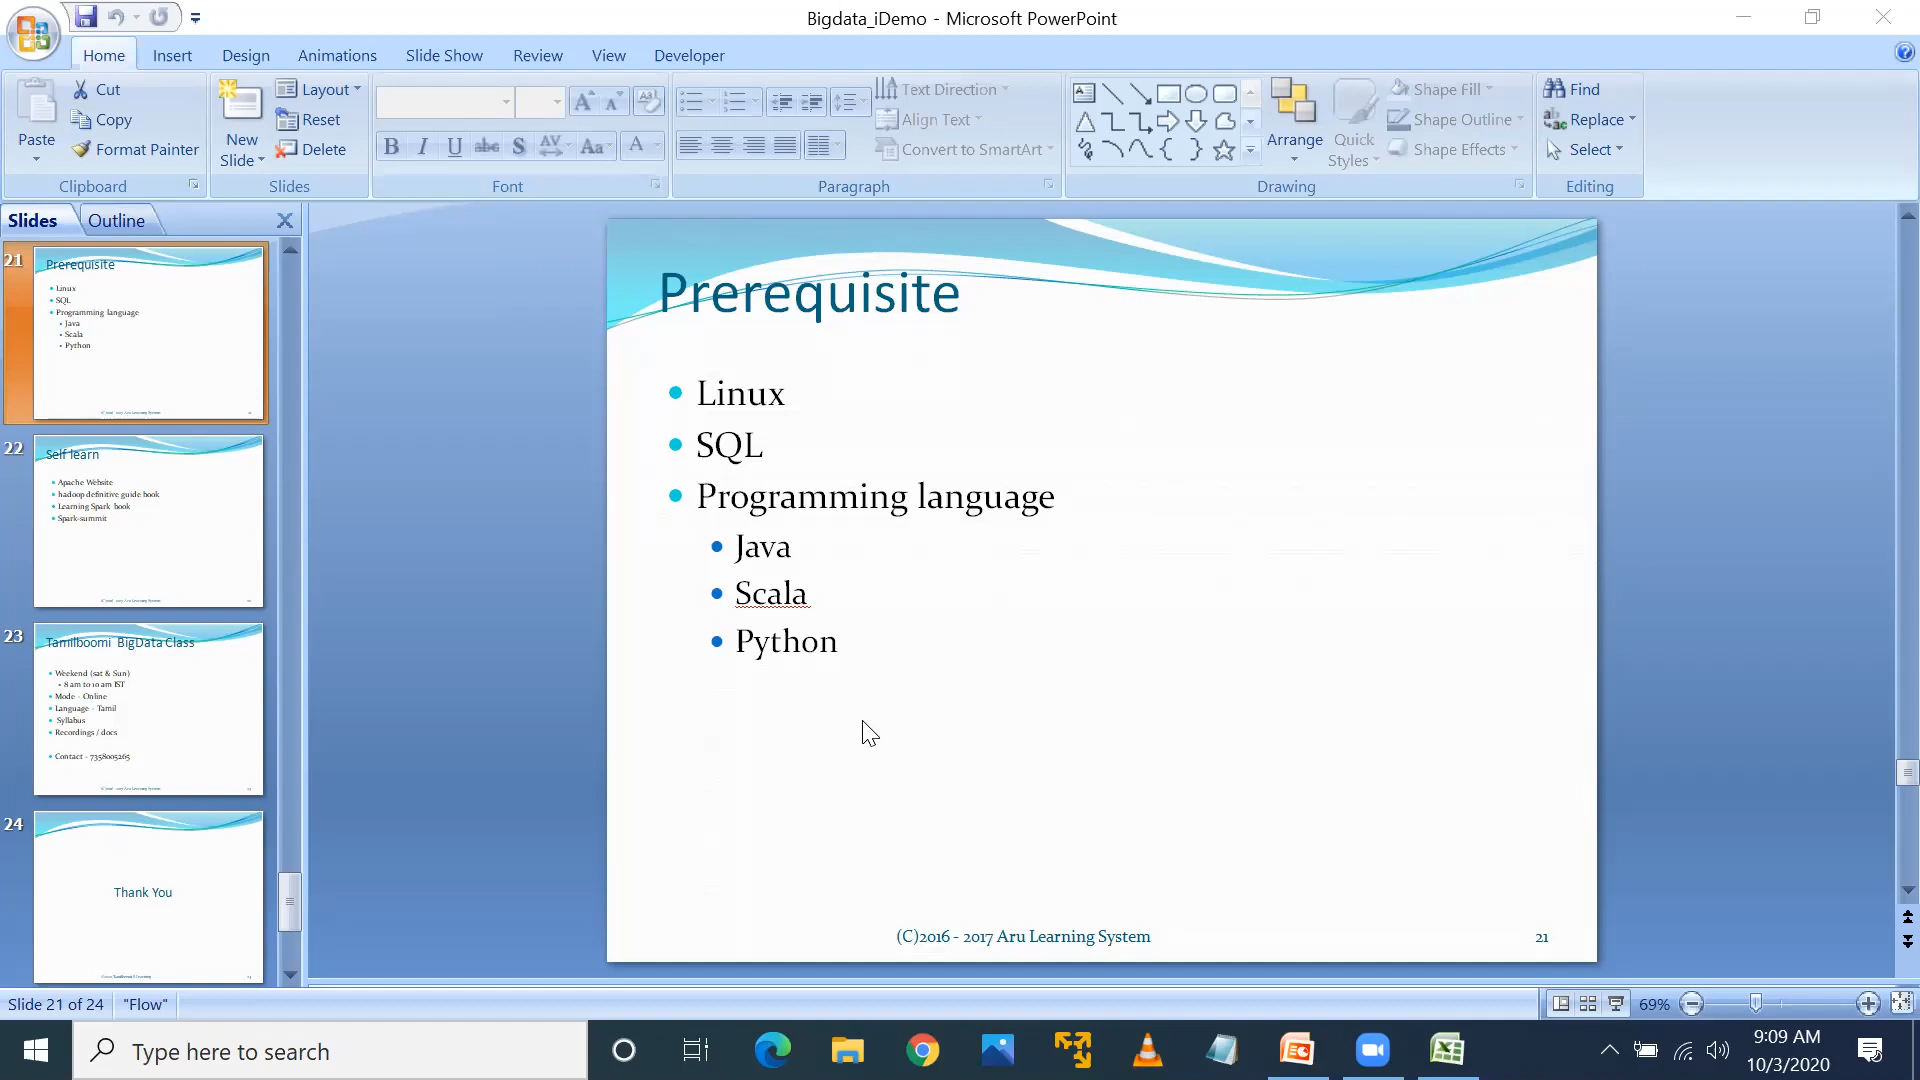 Bigdata_iDemo - Microsoft PowerPoint
Home Insert Design Animations Slide Show Review View Developer
Paste
Cut
Copy
Format Painter
Clipboard
New Slide
Layout
Reset
Delete
Slides
B I U abc S AV Aa A
Font
Text Direction
Align Text
Convert to SmartArt
Paragraph
Arrange
Quick Styles
Shape Fill
Shape Outline
Shape Effects
Drawing
Find
Replace
Select
Editing
Slides Outline
21
Prerequisite
Linux
SQL
Programming language
Java
Scala
Python
22
Self learn
Apache Website
hadoop definitive guide book
Learning Spark book
Spark-summit
23
Tamilboomi BigData Class
Weekend (sat & Sun)
8 am to 10 am IST
Mode - Online
Language - Tamil
Syllabus
Recordings / docs
Contact - 7358005265
24
Thank You
Prerequisite
Linux
SQL
Programming language
Java
Scala
Python
(C)2016 - 2017 Aru Learning System
21
Slide 21 of 24 "Flow"
69%
Type here to search
9:09 AM
10/3/2020